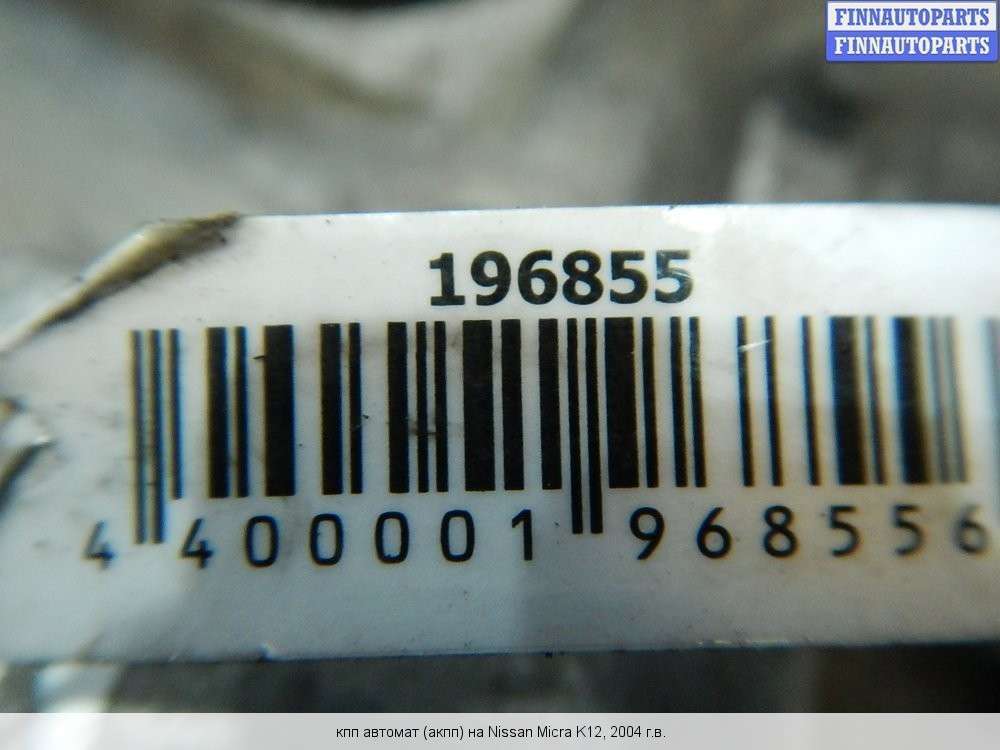 FINNAUTOPARTS
FINNAUTOPARTS
196855
4 400001 968556
кпп автомат (акпп) на Nissan Micra K12, 2004 г.в.